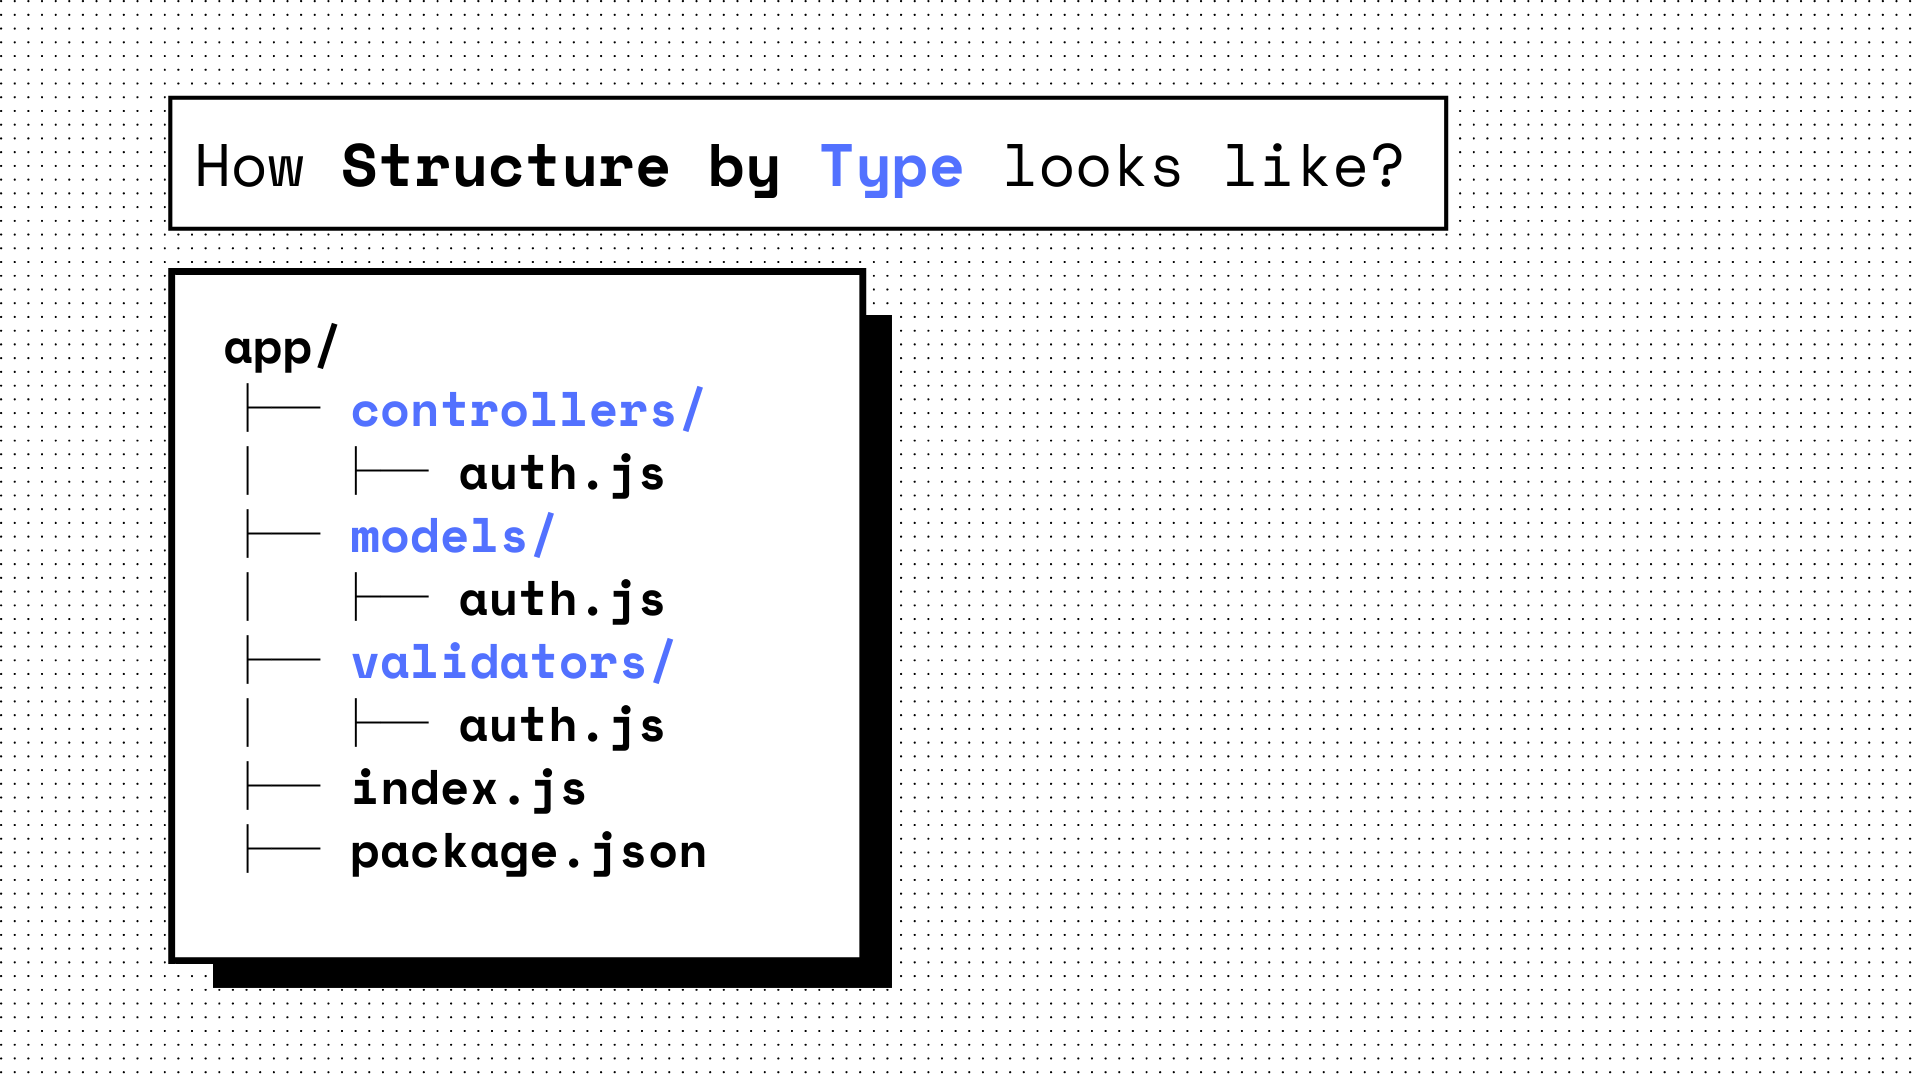 How Structure by Type looks like?
app/
├── controllers/
│   ├── auth.js
├── models/
│   ├── auth.js
├── validators/
│   ├── auth.js
├── index.js
├── package.json